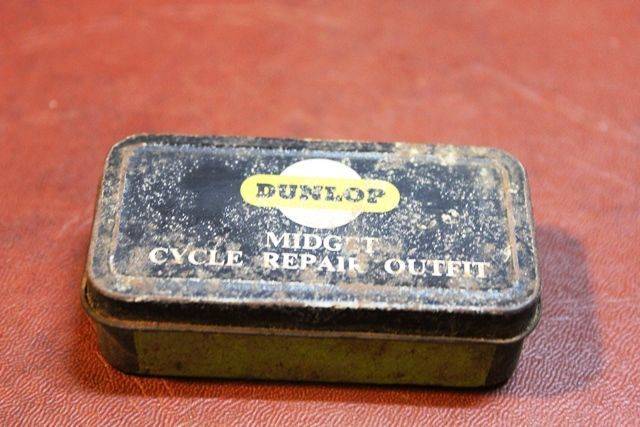 DUNLOP
MIDGET
CYCLE REPAIR OUTFIT